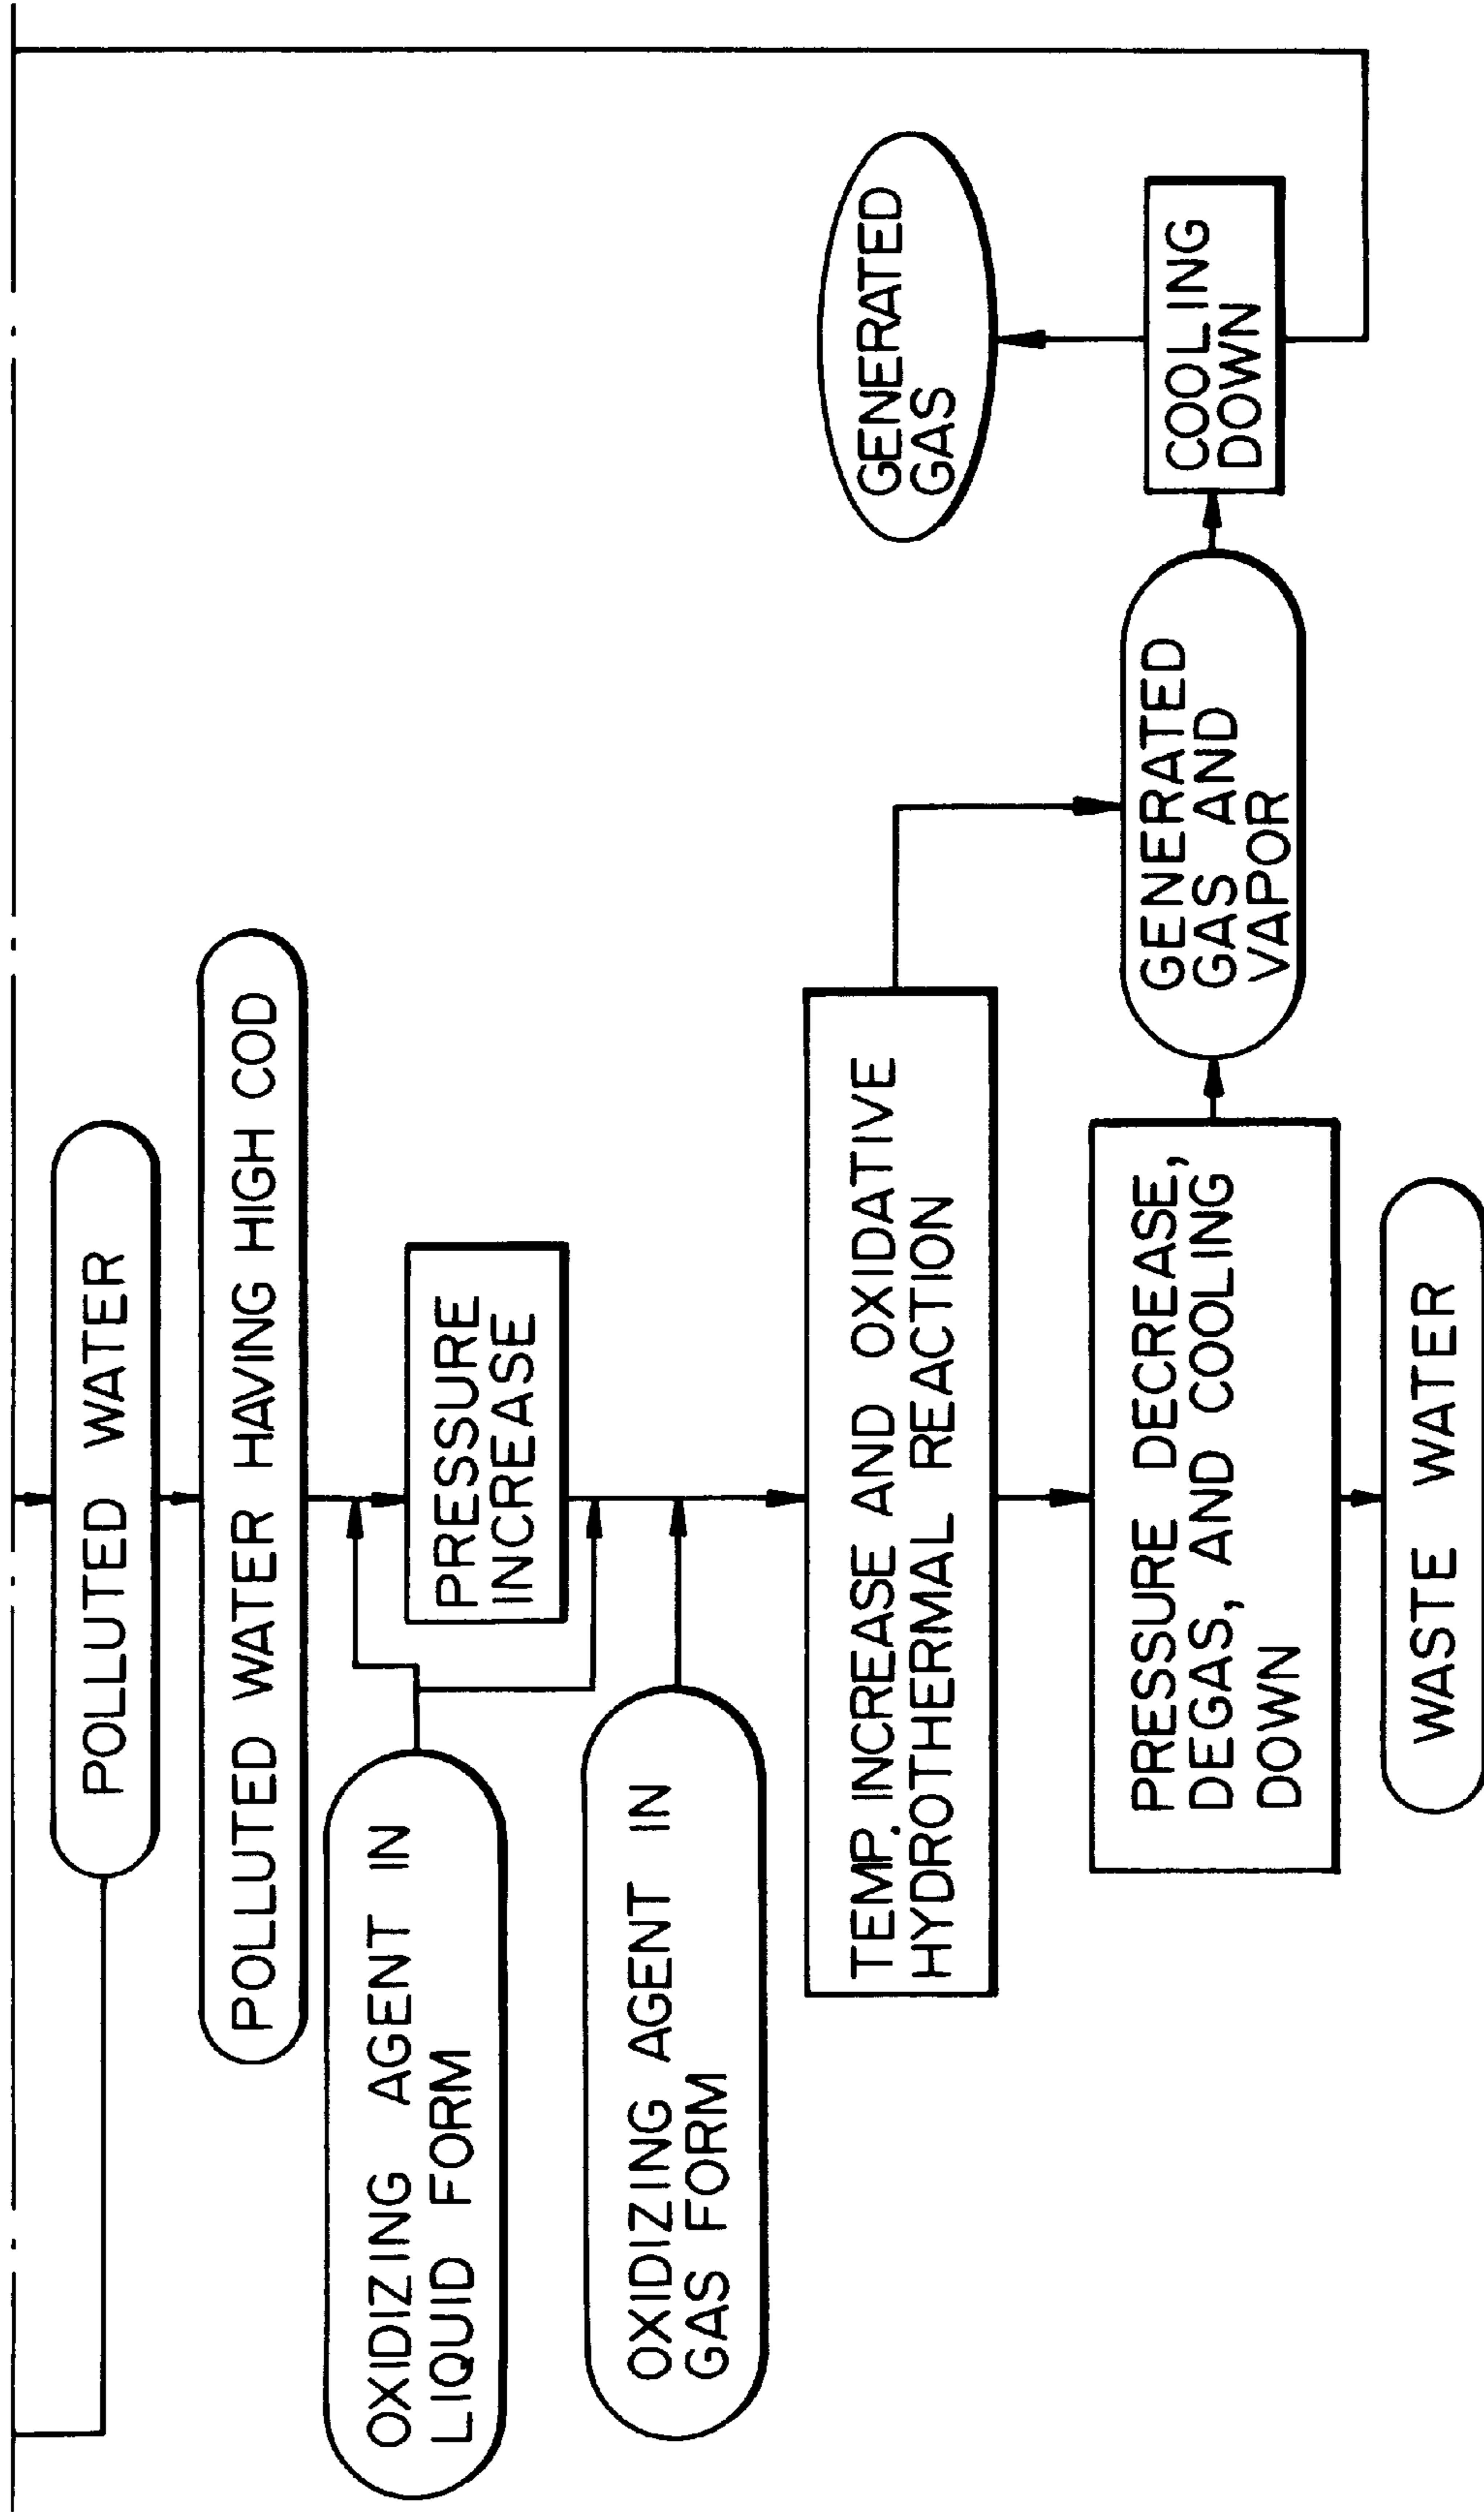 POLLUTED WATER
POLLUTED WATER HAVING HIGH COD
OXIDIZING AGENT IN
LIQUID FORM
PRESSURE
INCREASE
OXIDIZING AGENT IN
GAS FORM
TEMP. INCREASE AND OXIDATIVE
HYDROTHERMAL REACTION
GENERATED
GAS
PRESSURE DECREASE,
DEGAS, AND COOLING
DOWN
GENERATED
GAS AND
VAPOR
COOLING
DOWN
WASTE WATER